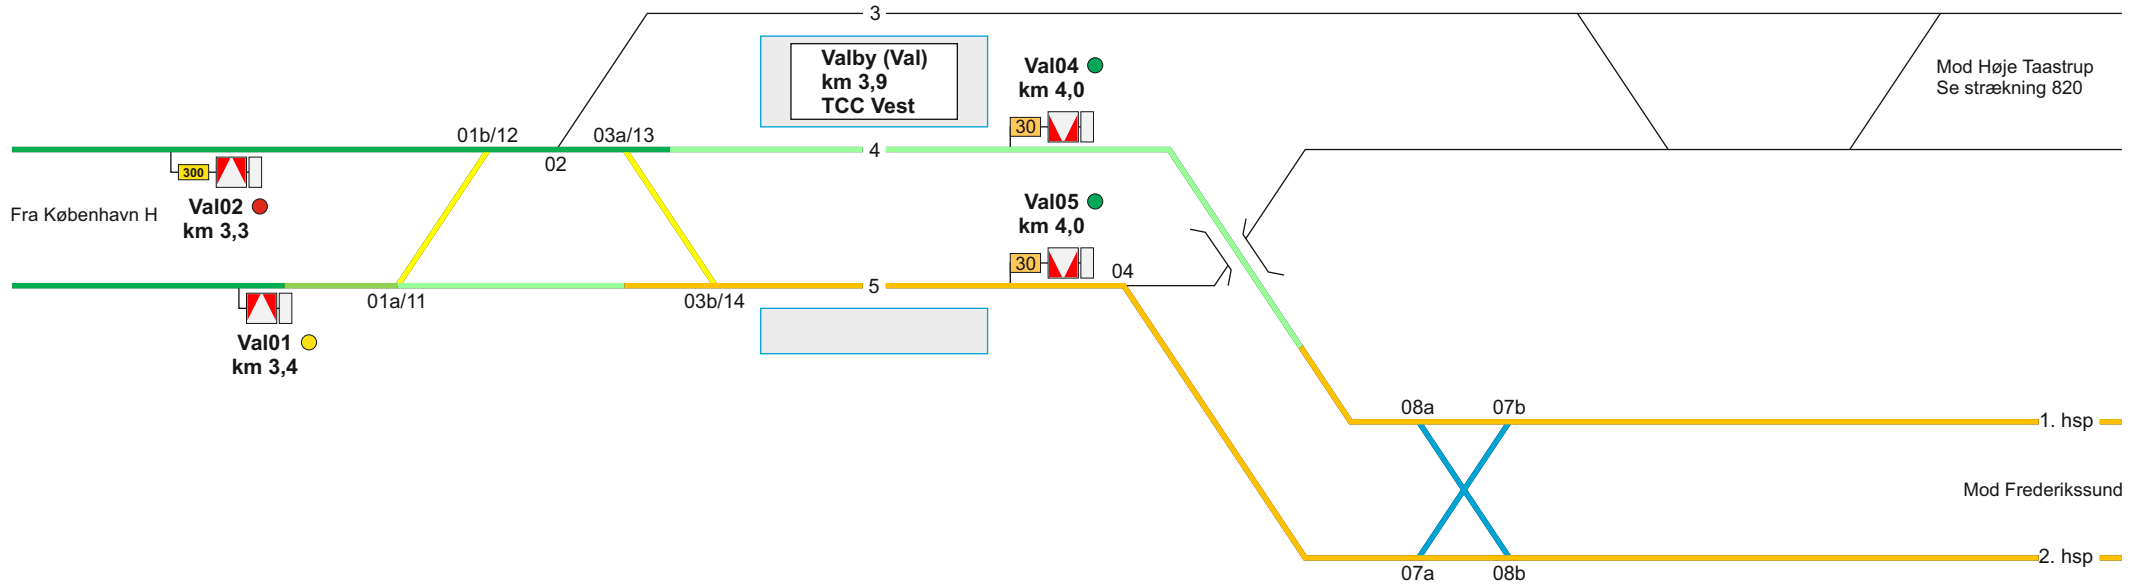 3
Valby (Val)
km 3,9
TCC Vest
Val04
km 4,0
30
Mod Høje Taastrup
Se strækning 820
01b/12
02
03a/13
4
300
Val02
km 3,3
Fra København H
Val05
km 4,0
30
04
01a/11
03b/14
5
Val01
km 3,4
08a
07b
1. hsp
Mod Frederikssund
07a
08b
2. hsp